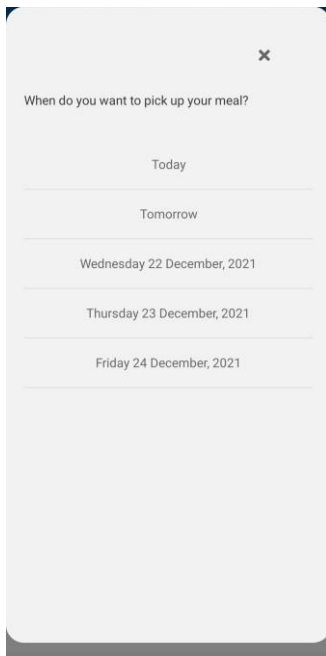 When do you want to pick up your meal?
Today
Tomorrow
Wednesday 22 December, 2021
Thursday 23 December, 2021
Friday 24 December, 2021